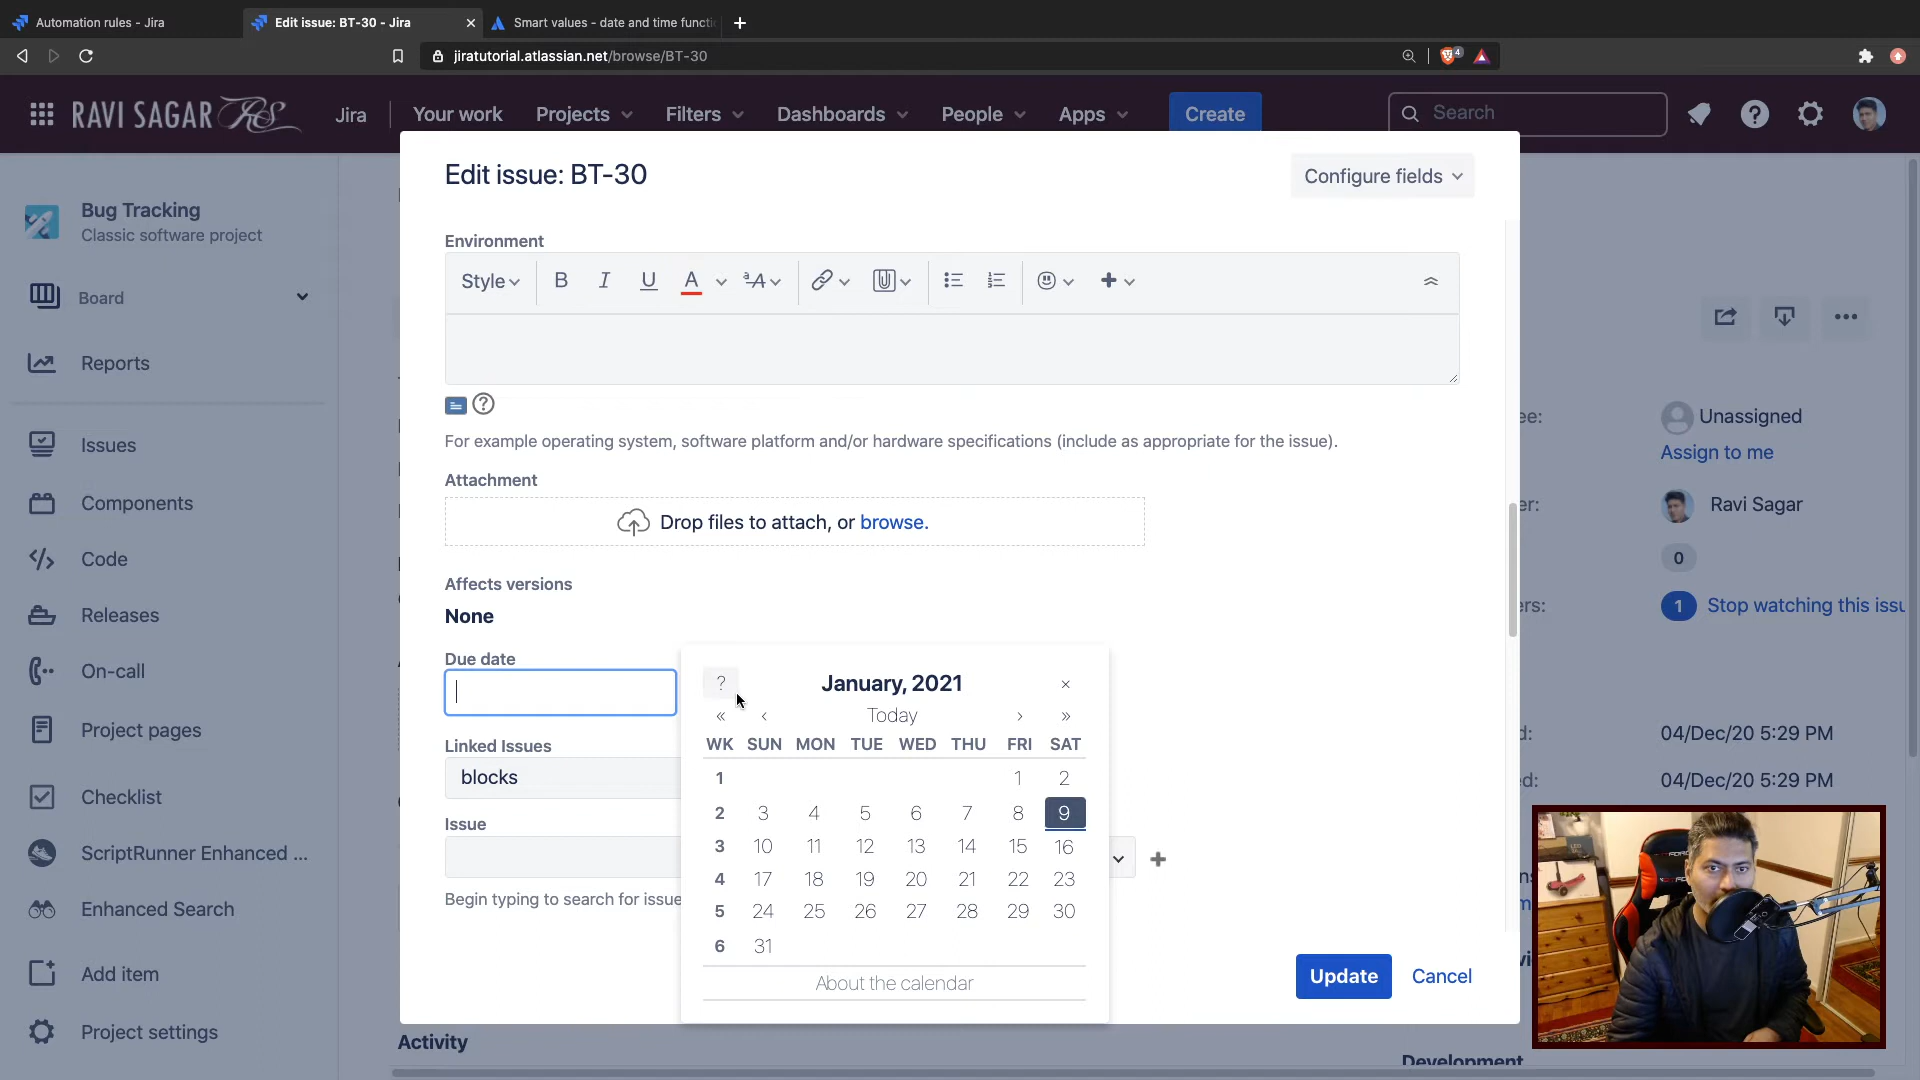 Automation rules - Jira
Edit issue: BT-30 - Jira
Smart values - date and time functi
jiratutorial.atlassian.net/browse/BT-30
4
RAVI SAGAR RS
Jira
Your work
Projects
Filters
Dashboards
People
Apps
Create
Search
Bug Tracking
Classic software project
Board
Reports
Issues
Components
Code
Releases
On-call
Project pages
Checklist
ScriptRunner Enhanced ...
Enhanced Search
Add item
Project settings
Edit issue: BT-30
Configure fields
Environment
Style B I U A ᵃA
For example operating system, software platform and/or hardware specifications (include as appropriate for the issue).
Attachment
Drop files to attach, or browse.
Affects versions
None
Due date
Linked Issues
blocks
Issue
Begin typing to search for issue
? January, 2021 ×
« ‹ Today › »
WK SUN MON TUE WED THU FRI SAT
1 1 2
2 3 4 5 6 7 8 9
3 10 11 12 13 14 15 16
4 17 18 19 20 21 22 23
5 24 25 26 27 28 29 30
6 31
About the calendar
Update Cancel
ee: Unassigned
Assign to me
er: Ravi Sagar
0
ers: 1 Stop watching this issu
d: 04/Dec/20 5:29 PM
ed: 04/Dec/20 5:29 PM
Activity
Development